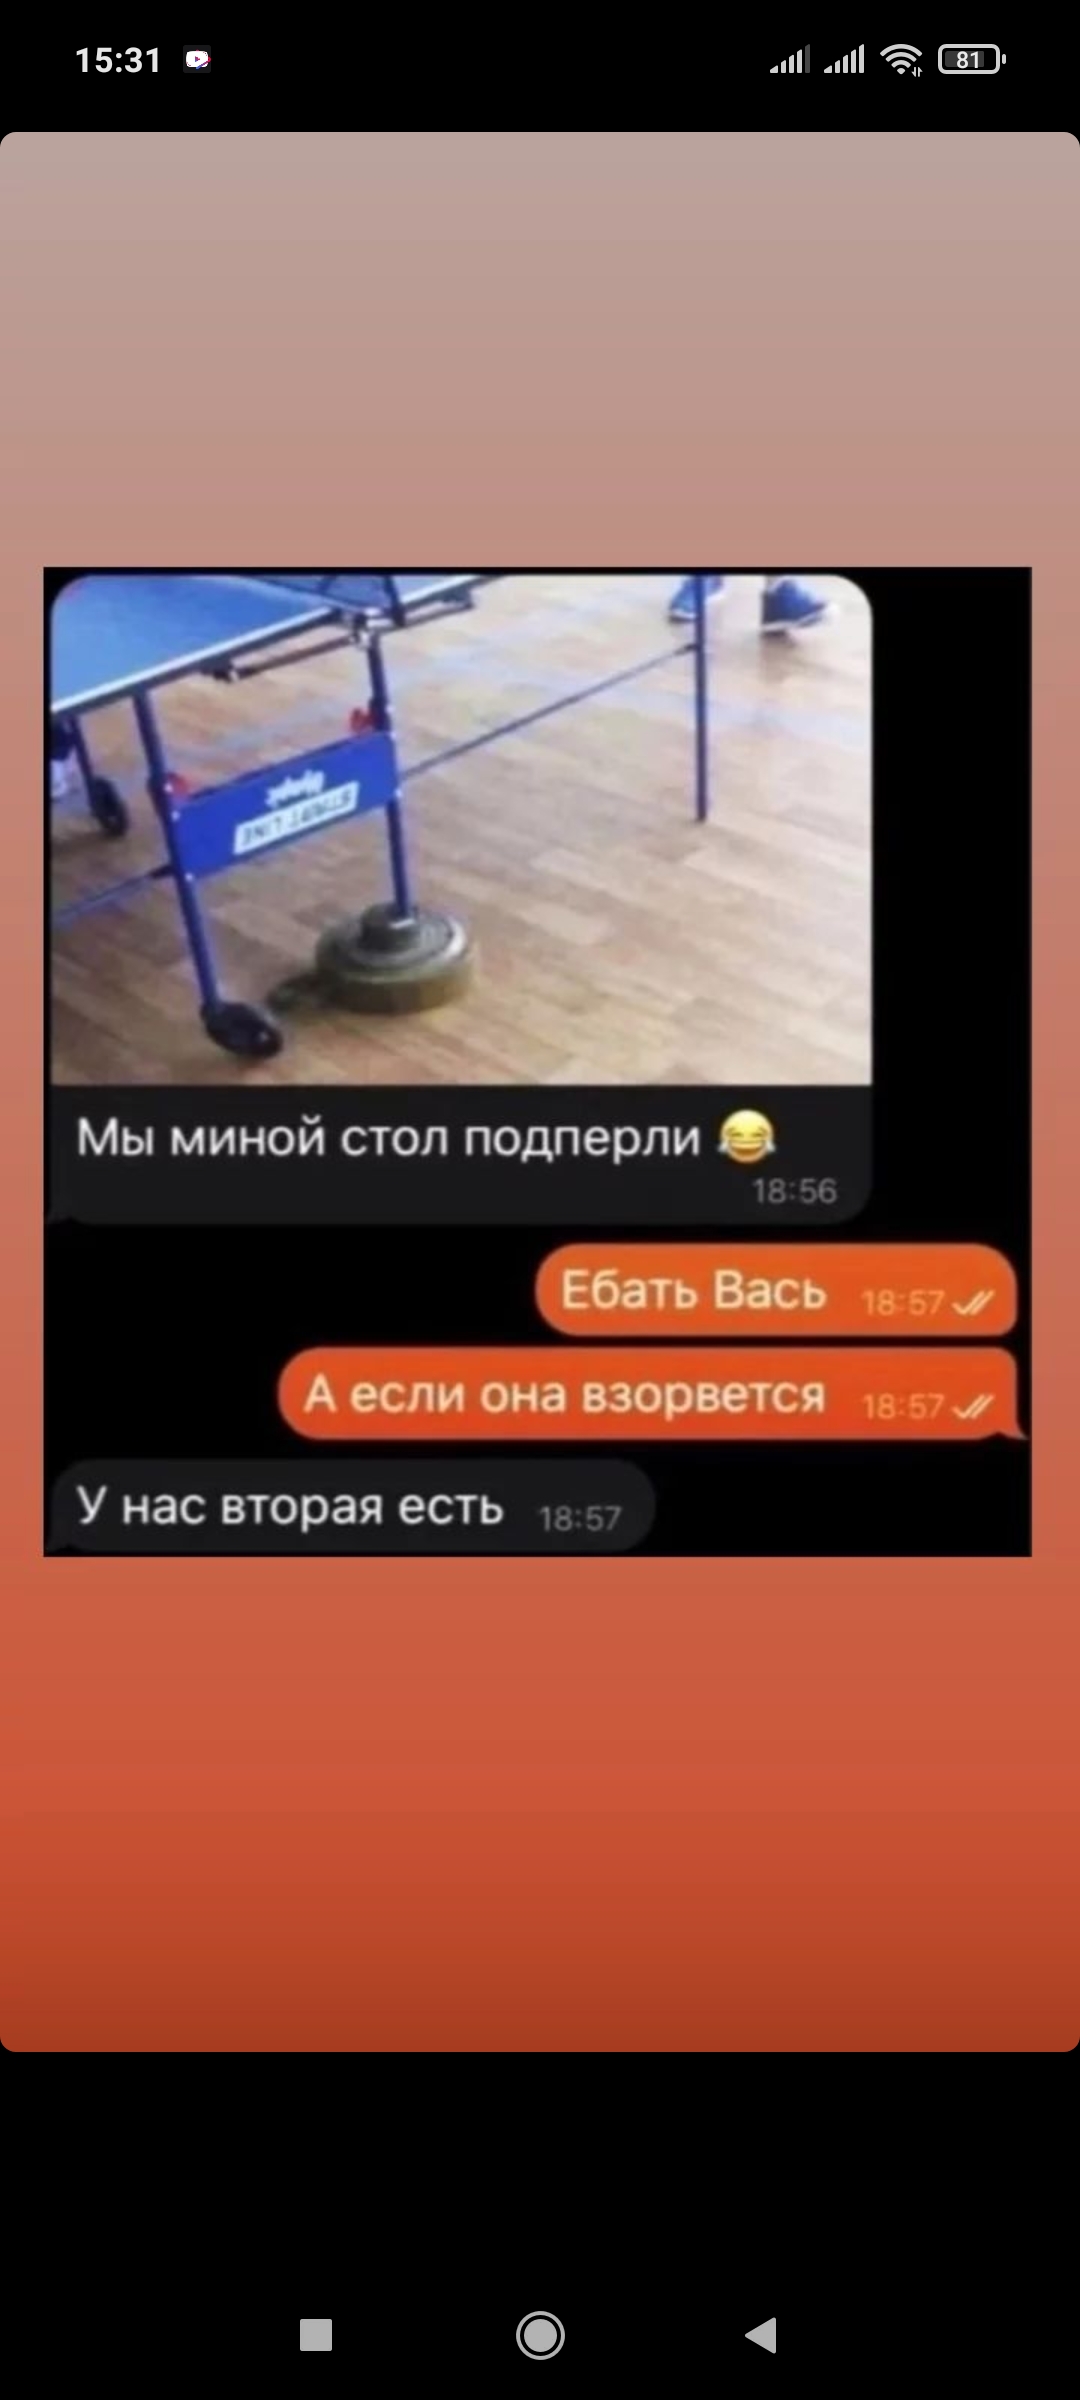 15:31
81
START LINE
Мы миной стол подперли 😂
18:56
Ебать Вась 18:57
А если она взорвется 18:57
У нас вторая есть 18:57